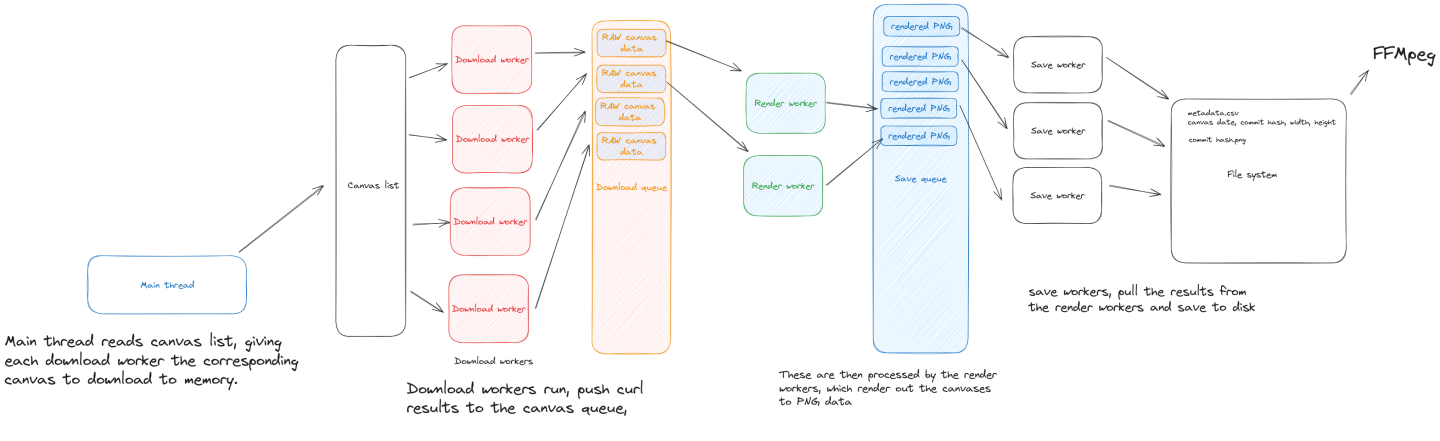 Main thread
Main thread reads canvas list, giving
each download worker the corresponding
canvas to download to memory.
Canvas list
Download worker
Download worker
Download worker
Download worker
Download workers
Download workers run, push curl
results to the canvas queue,
RAW canvas
data
RAW canvas
data
RAW canvas
data
RAW canvas
data
Download queue
Render worker
Render worker
These are then processed by the render
workers, which render out the canvases
to PNG data
rendered PNG
rendered PNG
rendered PNG
rendered PNG
rendered PNG
Save queue
Save worker
Save worker
Save worker
save workers, pull the results from
the render workers and save to disk
metadata.csv
canvas date, commit hash, width, height
commit hash.png
File system
FFMpeg